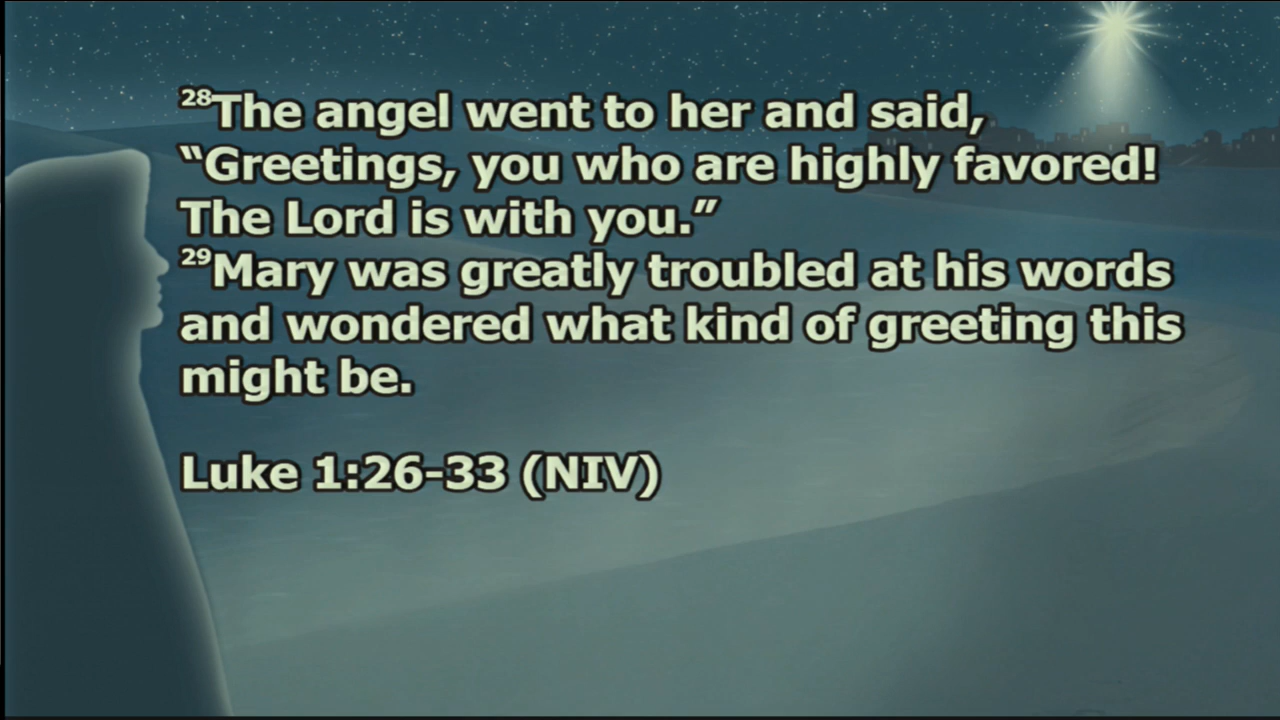 28The angel went to her and said,
“Greetings, you who are highly favored!
The Lord is with you.”
29Mary was greatly troubled at his words
and wondered what kind of greeting this
might be.
Luke 1:26-33 (NIV)